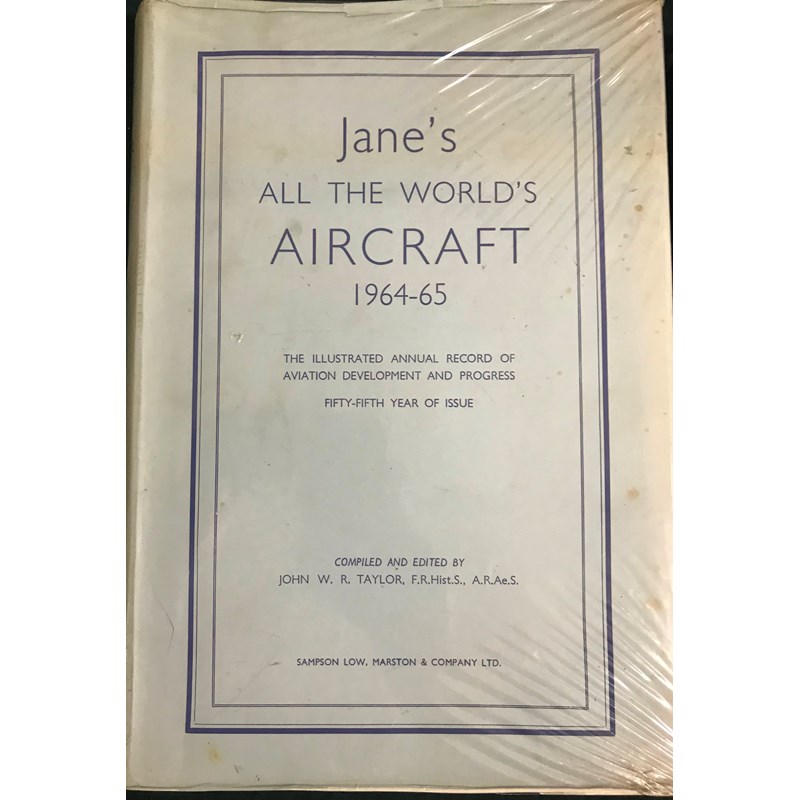 Jane's
ALL THE WORLD'S
AIRCRAFT
1964-65
THE ILLUSTRATED ANNUAL RECORD OF
AVIATION DEVELOPMENT AND PROGRESS
FIFTY-FIFTH YEAR OF ISSUE
COMPILED AND EDITED BY
JOHN W. R. TAYLOR, F.R.Hist.S., A.R.Ae.S.
SAMPSON LOW, MARSTON & COMPANY LTD.